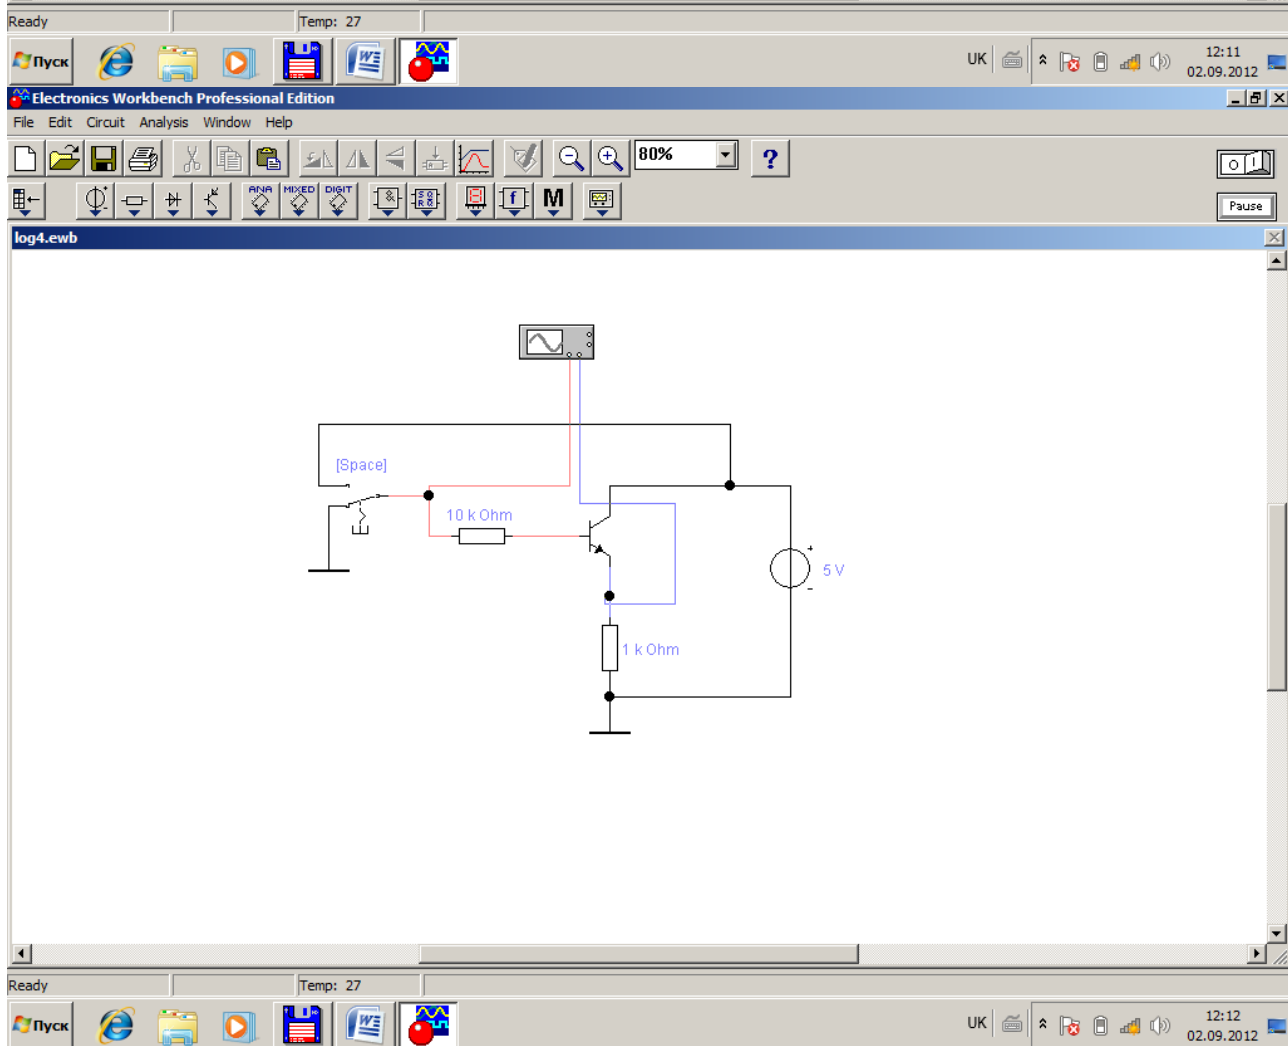 Ready Temp: 27
Пуск UK 12:11
02.09.2012
Electronics Workbench Professional Edition
File Edit Circuit Analysis Window Help
80% ?
ANA MIXED DIGIT & f M
Pause
log4.ewb
[Space]
10 k Ohm
+
5 V
-
1 k Ohm
Ready Temp: 27
Пуск UK 12:12
02.09.2012